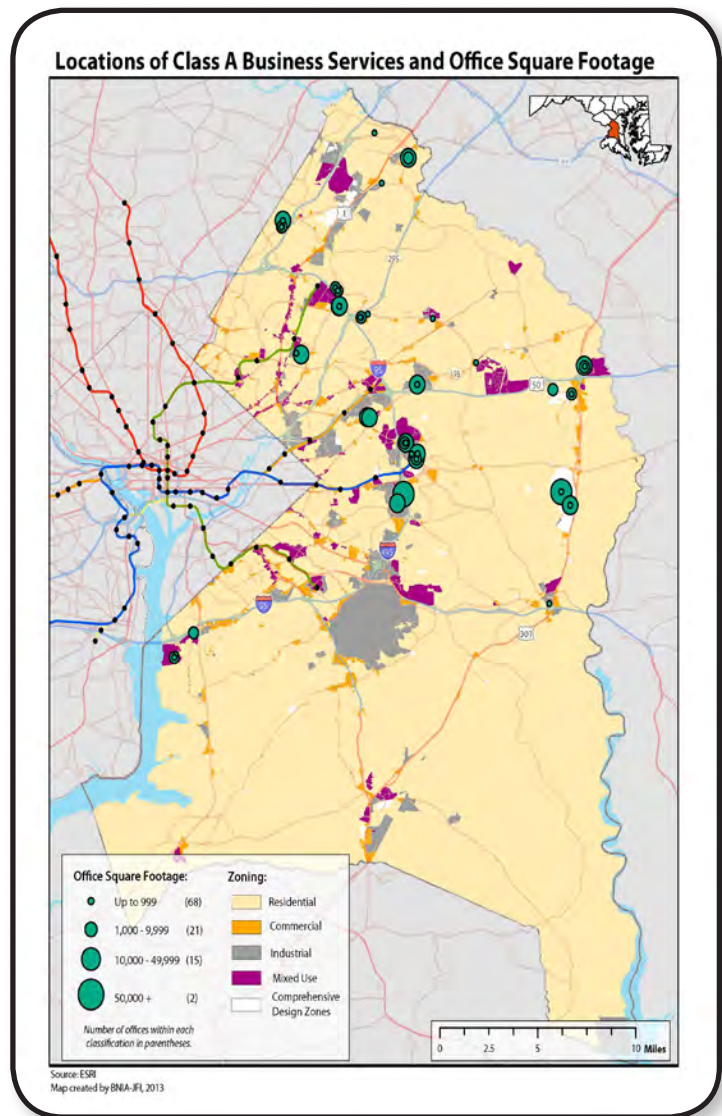 Locations of Class A Business Services and Office Square Footage
1
295
95
193
50
495
95
301
Office Square Footage:
Up to 999 (68)
1,000 - 9,999 (21)
10,000 - 49,999 (15)
50,000 + (2)
Number of offices within each
classification in parentheses.
Zoning:
Residential
Commercial
Industrial
Mixed Use
Comprehensive
Design Zones
0 2.5 5 10 Miles
Source: ESRI
Map created by BNIA-JFI, 2013